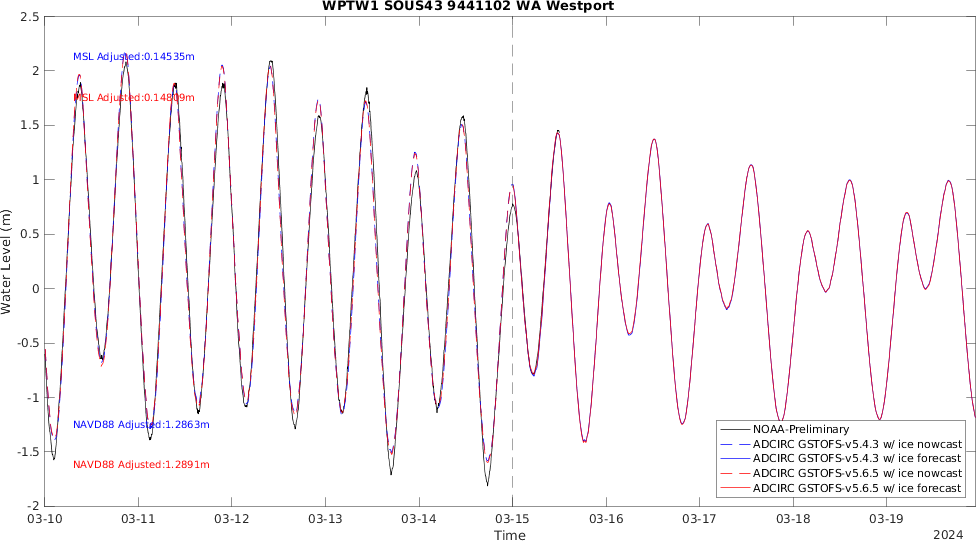 WPTW1 SOUS43 9441102 WA Westport
Water Level (m)
2.5
2
1.5
1
0.5
0
-0.5
-1
-1.5
-2
MSL Adjusted:0.14535m
MSL Adjusted:0.14809m
NAVD88 Adjusted:1.2863m
NAVD88 Adjusted:1.2891m
NOAA-Preliminary
ADCIRC GSTOFS-v5.4.3 w/ ice nowcast
ADCIRC GSTOFS-v5.4.3 w/ ice forecast
ADCIRC GSTOFS-v5.6.5 w/ ice nowcast
ADCIRC GSTOFS-v5.6.5 w/ ice forecast
03-10 03-11 03-12 03-13 03-14 03-15 03-16 03-17 03-18 03-19
Time
2024